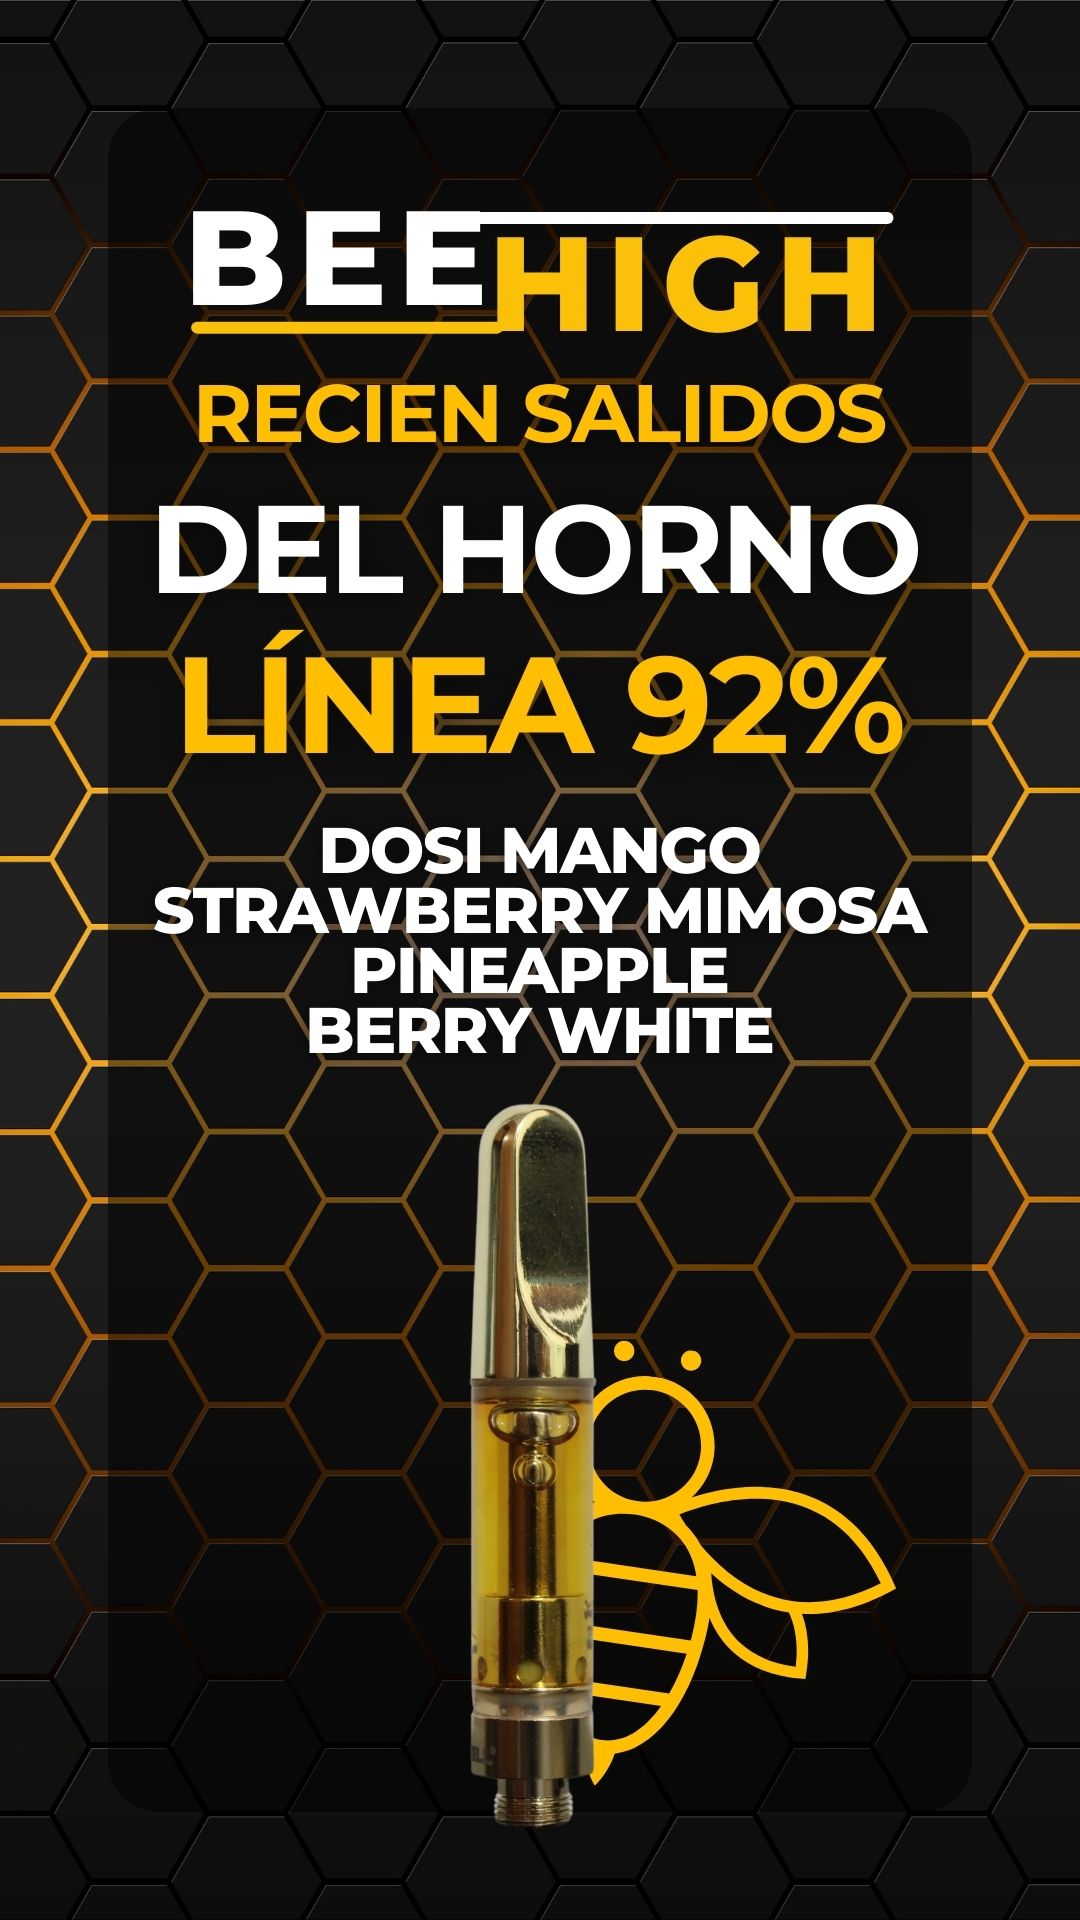 BEE HIGH
RECIEN SALIDOS
DEL HORNO
LÍNEA 92%
DOSI MANGO
STRAWBERRY MIMOSA
PINEAPPLE
BERRY WHITE